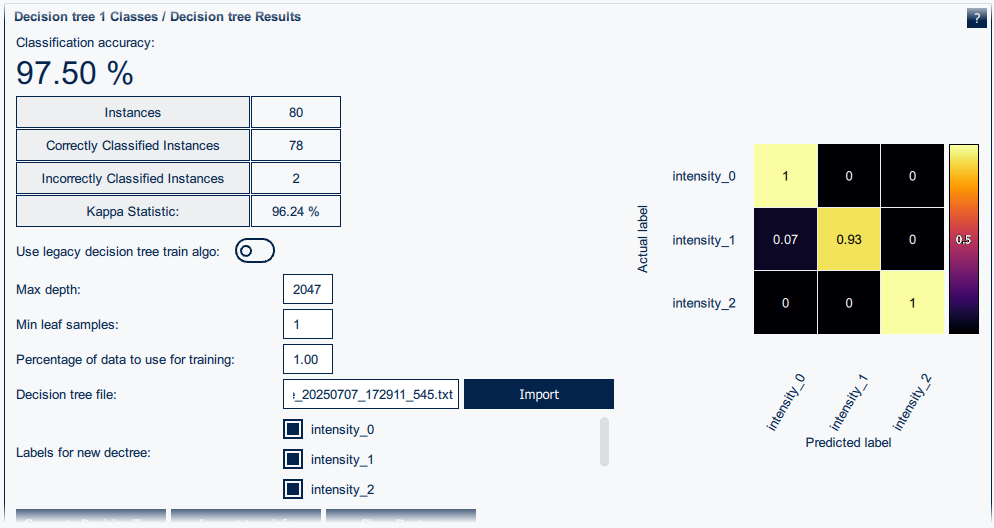 Decision tree 1 Classes / Decision tree Results
?
Classification accuracy:
97.50 %
Instances 80
Correctly Classified Instances 78
Incorrectly Classified Instances 2
Kappa Statistic: 96.24 %
Use legacy decision tree train algo:
Max depth: 2047
Min leaf samples: 1
Percentage of data to use for training: 1.00
Decision tree file: _20250707_172911_545.txt Import
Labels for new dectree:
intensity_0
intensity_1
intensity_2
Actual label
intensity_0 1 0 0
intensity_1 0.07 0.93 0
intensity_2 0 0 1
0.5
intensity_0 intensity_1 intensity_2
Predicted label